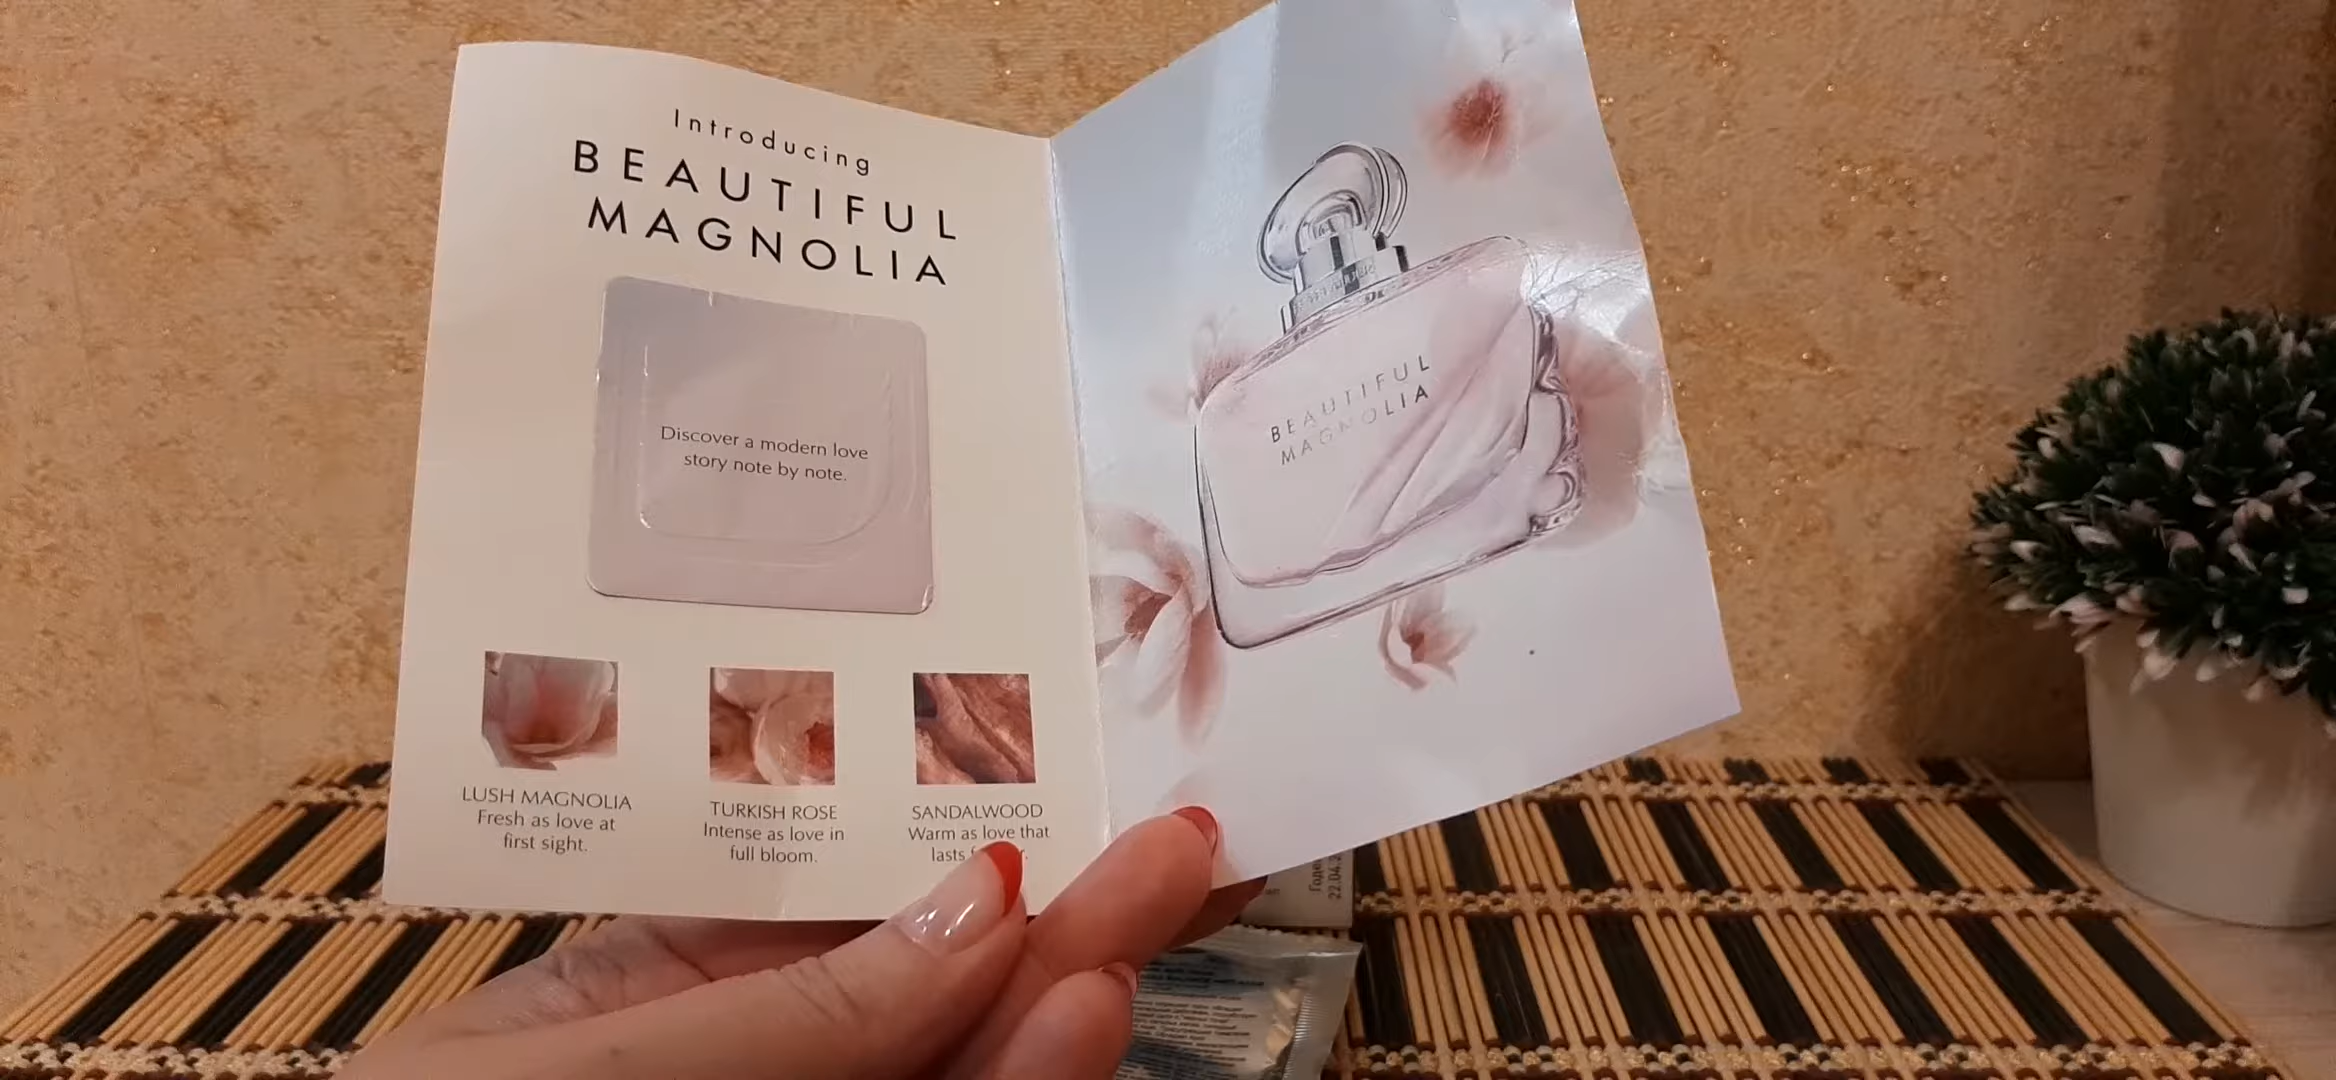 Introducing
BEAUTIFUL
MAGNOLIA
Discover a modern love
story note by note.
LUSH MAGNOLIA
Fresh as love at
first sight.
TURKISH ROSE
Intense as love in
full bloom.
SANDALWOOD
Warm as love that
lasts
BEAUTIFUL
MAGNOLIA